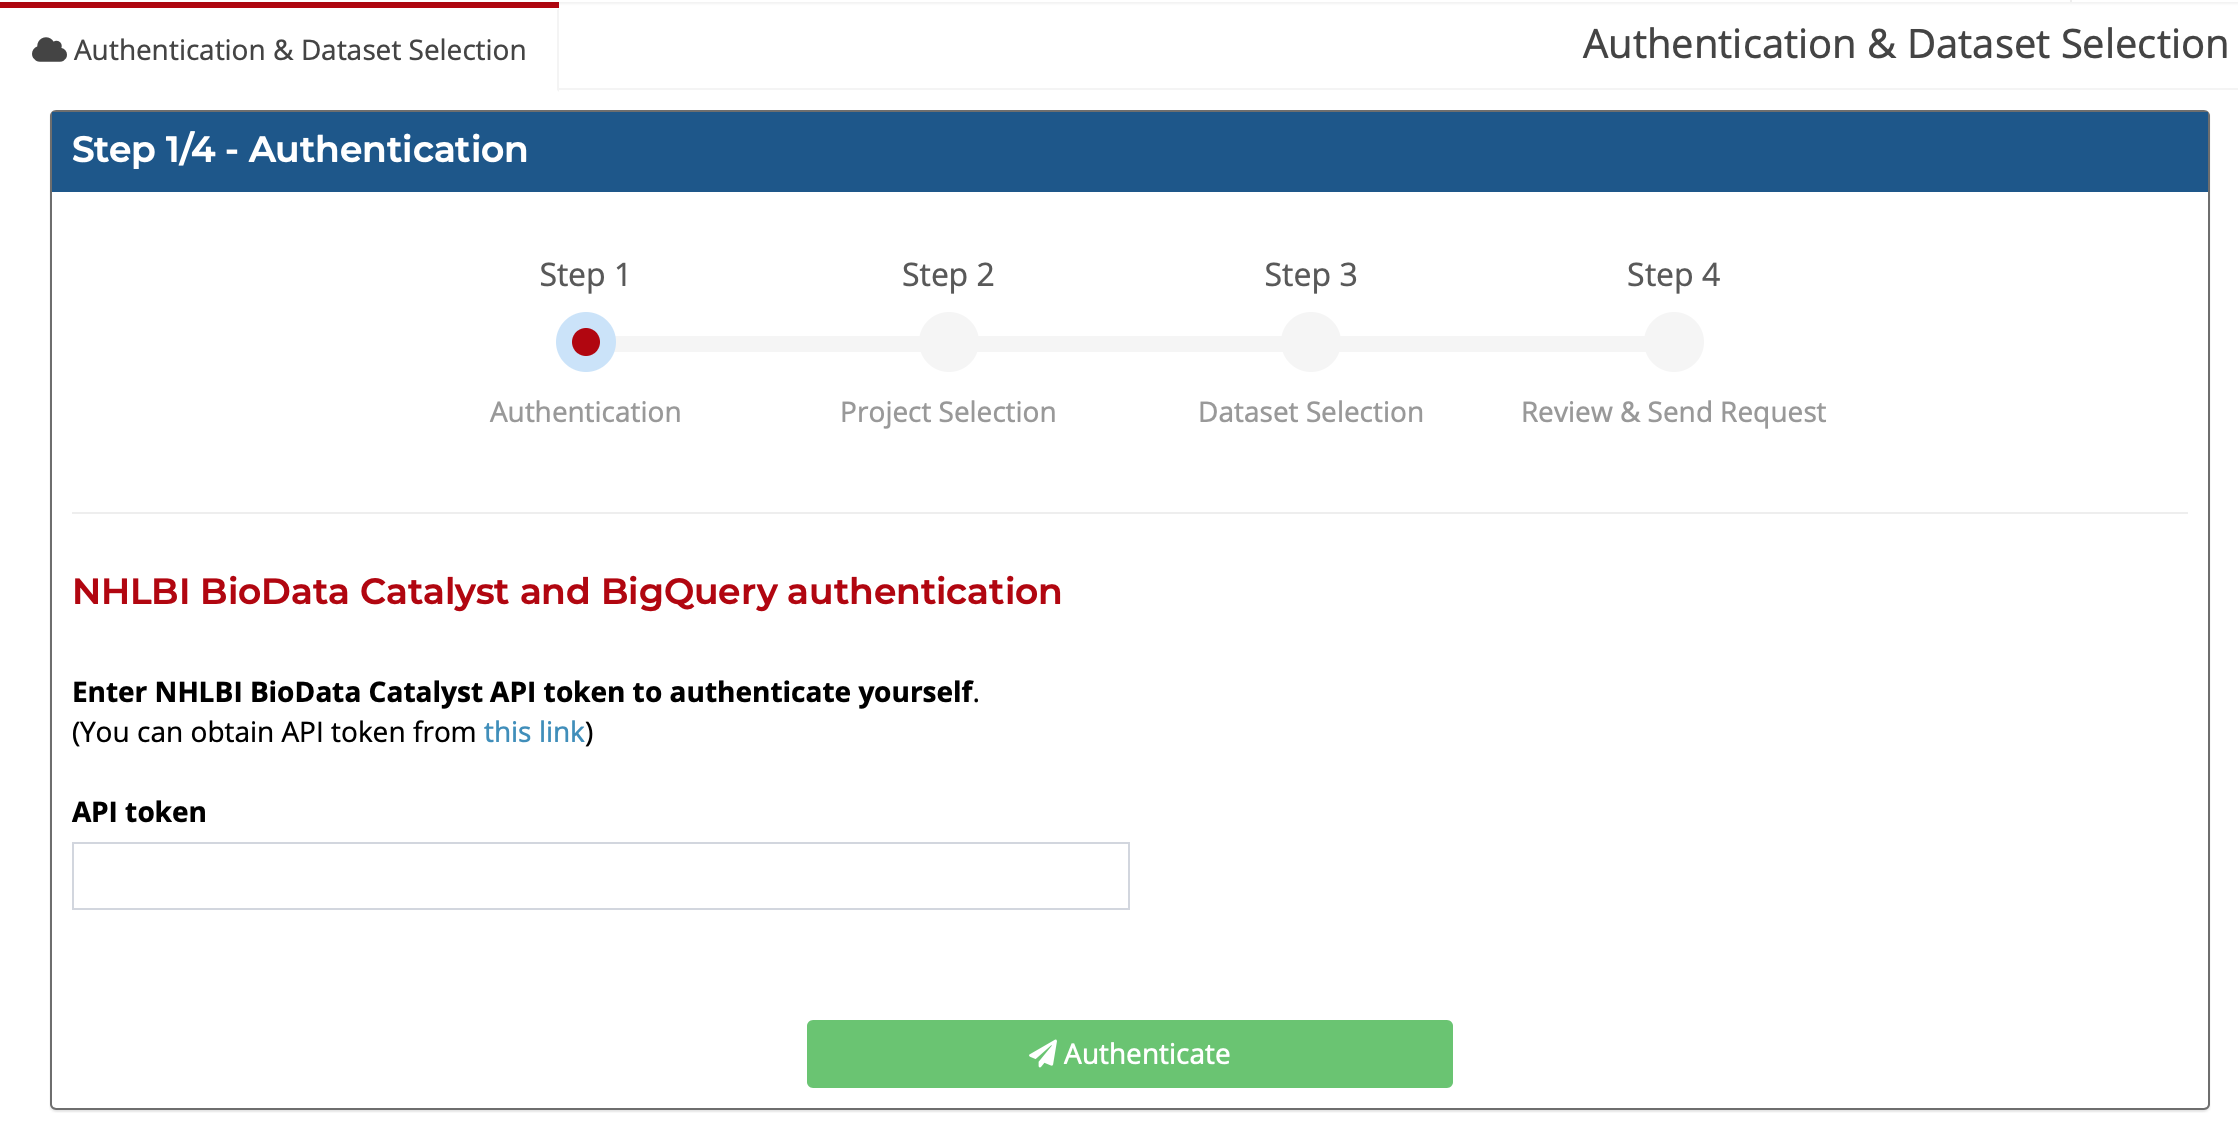 Authentication & Dataset Selection
Authentication & Dataset Selection
Step 1/4 - Authentication
Step 1 Step 2 Step 3 Step 4
Authentication Project Selection Dataset Selection Review & Send Request
NHLBI BioData Catalyst and BigQuery authentication
Enter NHLBI BioData Catalyst API token to authenticate yourself.
(You can obtain API token from this link)
API token
Authenticate